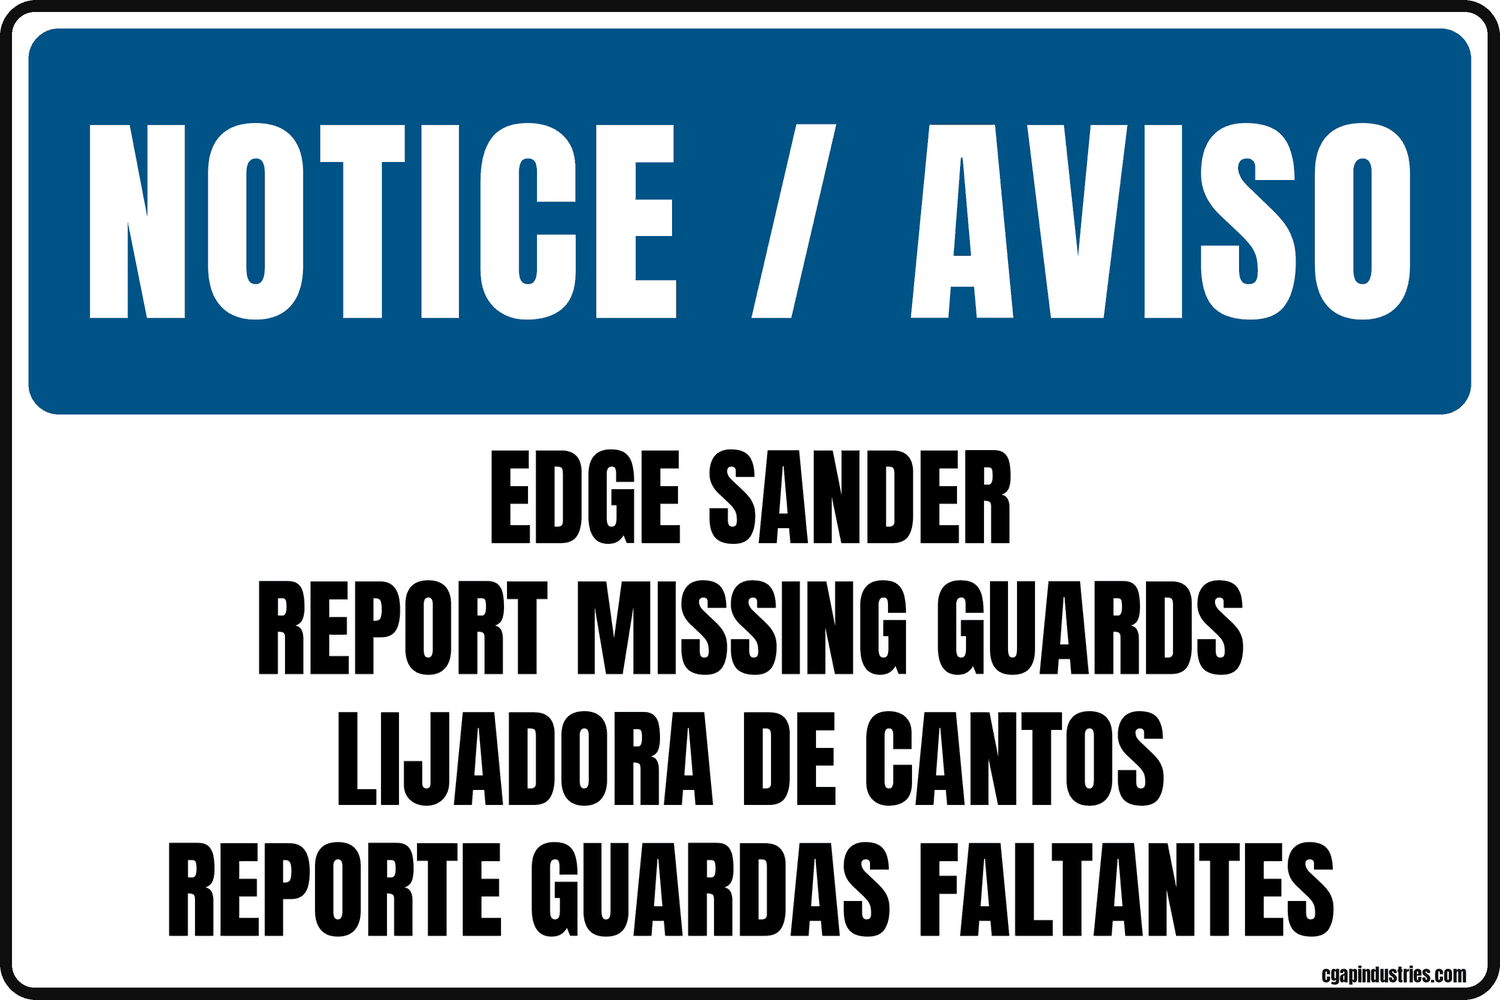 NOTICE / AVISO
EDGE SANDER
REPORT MISSING GUARDS
LIJADORA DE CANTOS
REPORTE GUARDAS FALTANTES
cgapindustries.com